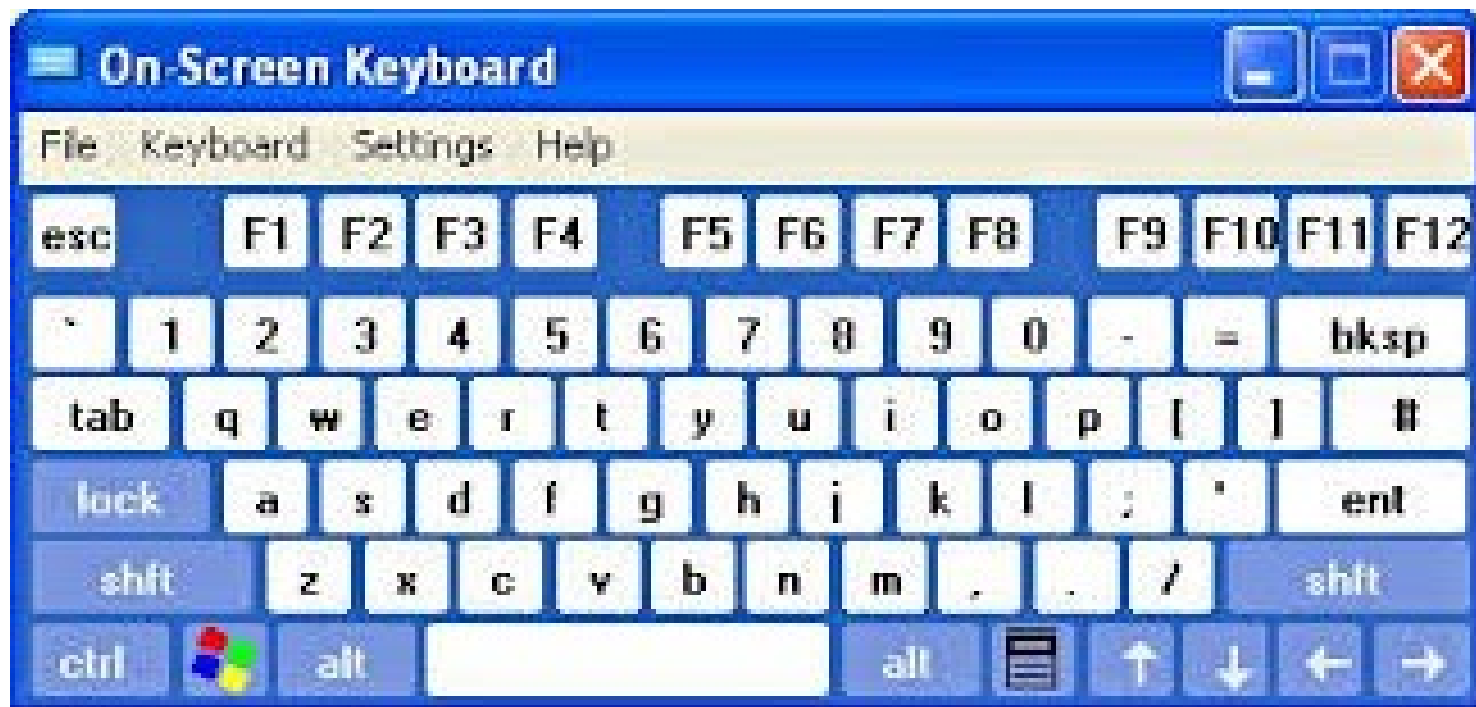 On-Screen Keyboard
File Keyboard Settings Help
esc F1 F2 F3 F4 F5 F6 F7 F8 F9 F10 F11 F12
` 1 2 3 4 5 6 7 8 9 0 - = bksp
tab q w e r t y u i o p [ ] #
lock a s d f g h j k l ; ' ent
shft z x c v b n m , . / shft
ctrl alt alt ↑ ↓ ← →